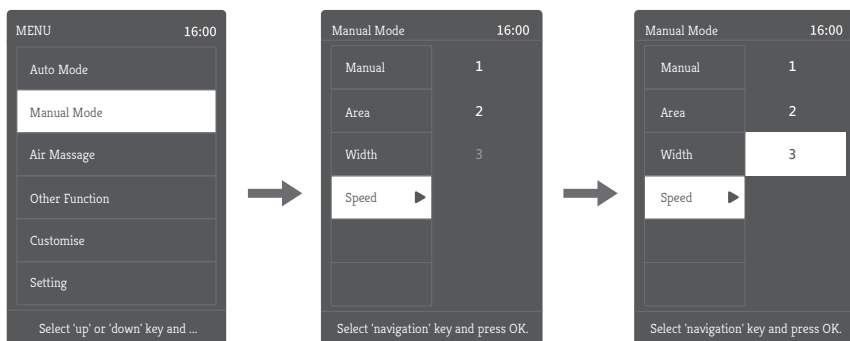 MENU 16:00
Auto Mode
Manual Mode
Air Massage
Other Function
Customise
Setting
Select 'up' or 'down' key and ...
Manual Mode 16:00
Manual 1
Area 2
Width 3
Speed
Select 'navigation' key and press OK.
Manual Mode 16:00
Manual 1
Area 2
Width 3
Speed
Select 'navigation' key and press OK.